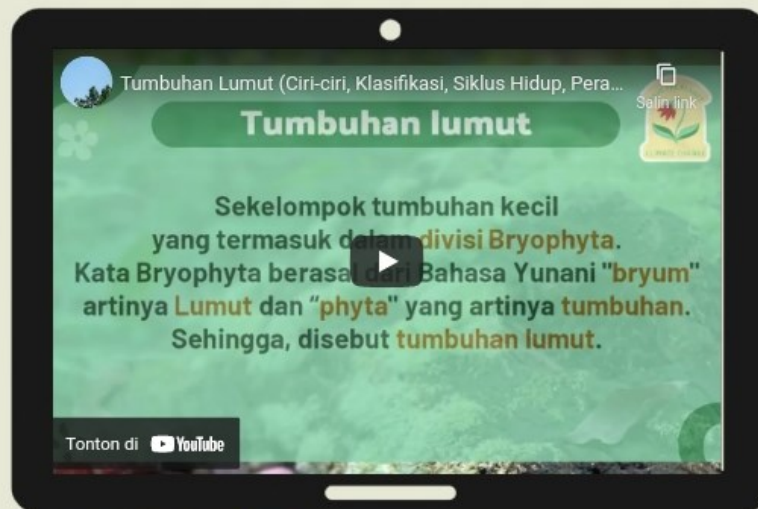 Tumbuhan Lumut (Ciri-ciri, Klasifikasi, Siklus Hidup, Pera...
Salin link
Tumbuhan lumut
Sekelompok tumbuhan kecil
yang termasuk dalam divisi Bryophyta.
Kata Bryophyta berasal dari Bahasa Yunani "bryum"
artinya Lumut dan "phyta" yang artinya tumbuhan.
Sehingga, disebut tumbuhan lumut.
Tonton di YouTube